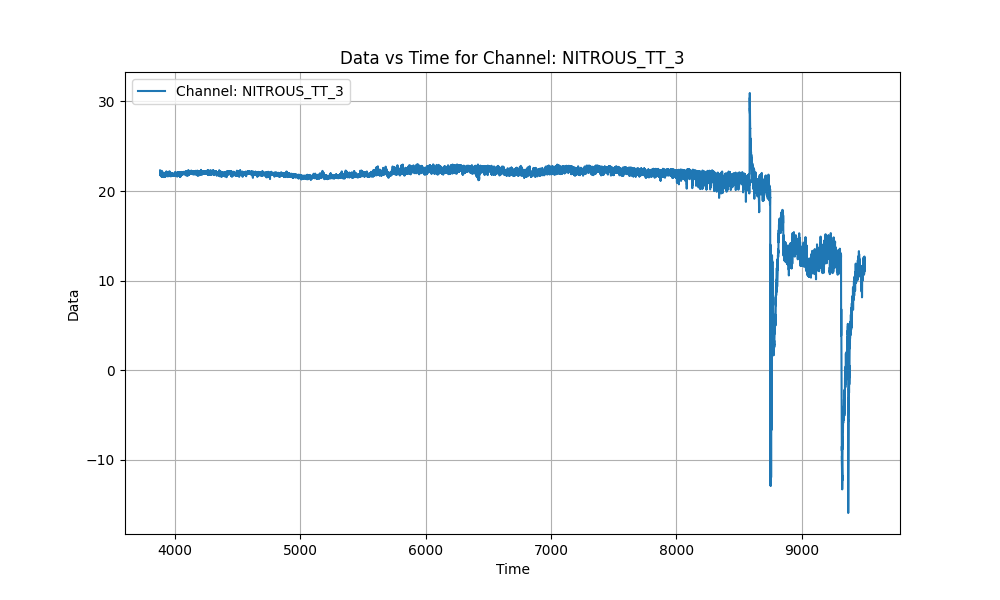 Data vs Time for Channel: NITROUS_TT_3
Channel: NITROUS_TT_3
30
20
10
0
−10
Data
4000 5000 6000 7000 8000 9000
Time